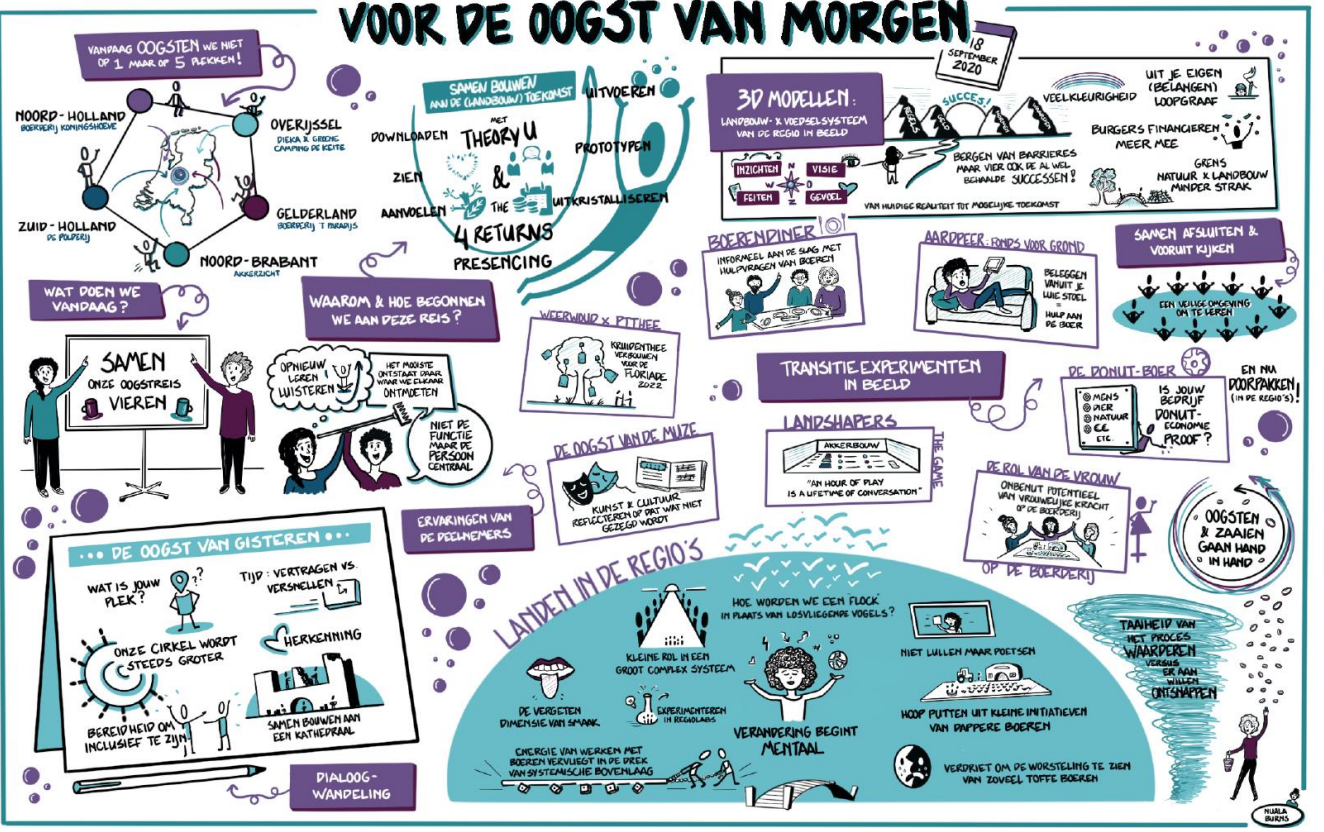 VOOR DE OOGST VAN MORGEN
VANDAAG OOGSTEN WE NIET
OP 1 MAAR OP 5 PLEKKEN!
NOORD-HOLLAND
BOERDERIJ KONINGSHOEVE
OVERIJSSEL
DIEKA & GROENE
CAMPING DE KEITE
GELDERLAND
BOERDERIJ 'T PARADIJS
ZUID-HOLLAND
DE POLDERIJ
NOORD-BRABANT
AKKERZICHT
SAMEN BOUWEN
AAN DE (LANDBOUW) TOEKOMST
MET
THEORY U
&
THE
4 RETURNS
PRESENCING
DOWNLOADEN
ZIEN
AANVOELEN
UITVOEREN
PROTOTYPEN
UITKRISTALLISEREN
18
SEPTEMBER
2020
3D MODELLEN:
LANDBOUW- & VOEDSELSYSTEEM
VAN DE REGIO IN BEELD
INZICHTEN
VISIE
FEITEN
GEVOEL
N
W
O
Z
SUCCES!
BERGEN VAN BARRIERES
MAAR VIER OOK DE AL WEL
BEHAALDE SUCCESSEN!
VAN HUIDIGE REALITEIT TOT MOGELIJKE TOEKOMST
VEELKLEURIGHEID
UIT JE EIGEN
(BELANGEN)
LOOPGRAAF
BURGERS FINANCIEREN
MEER MEE
GRENS
NATUUR & LANDBOUW
MINDER STRAK
WAT DOEN WE
VANDAAG?
SAMEN
ONZE OOGSTREIS
VIEREN
WAAROM & HOE BEGONNEN
WE AAN DEZE REIS?
OPNIEUW
LEREN
LUISTEREN
HET MOOISTE
ONTSTAAT DAAR
WAAR WE ELKAAR
ONTMOETEN
NIET DE
FUNCTIE
MAAR DE
PERSOON
CENTRAAL
WEERWOUD & PTTHEE
KRUIDENTHEE
VERBOUWEN
VOOR DE
FLORIADE
2022
BOERENDINER
INFORMEEL AAN DE SLAG MET
HULPVRAGEN VAN BOEREN
AARDPEER: FONDS VOOR GROND
BELEGGEN
VANUIT JE
LUIE STOEL
=
HULP AAN
DE BOER
SAMEN AFSLUITEN &
VOORUIT KIJKEN
EEN VEILIGE OMGEVING
OM TE LEREN
TRANSITIE EXPERIMENTEN
IN BEELD
DE DONUT-BOER
MENS
DIER
NATUUR
€€
ETC.
IS JOUW
BEDRIJF
DONUT-
ECONOMIE
PROOF?
EN NU
DOORPAKKEN
(IN DE REGIO'S)!
LANDSHAPERS
THE GAME
AKKERBOUW
"AN HOUR OF PLAY
IS A LIFETIME OF CONVERSATION"
DE OOGST VAN DE MUZE
KUNST & CULTUUR
REFLECTEREN OP DAT WAT NIET
GEZEGD WORDT
DE ROL VAN DE VROUW
ONBENUT POTENTIEEL
VAN VROUWELIJKE KRACHT
OP DE BOERDERIJ
OP DE BOERDERIJ
OOGSTEN
& ZAAIEN
GAAN HAND
IN HAND
ERVARINGEN VAN
DE DEELNEMERS
... DE OOGST VAN GISTEREN ...
WAT IS JOUW
PLEK?
TIJD: VERTRAGEN VS.
VERSNELLEN
ONZE CIRKEL WORDT
STEEDS GROTER
HERKENNING
BEREIDHEID OM
INCLUSIEF TE ZIJN
SAMEN BOUWEN AAN
EEN KATHEDRAAL
DIALOOG-
WANDELING
LANDEN IN DE REGIO'S
HOE WORDEN WE EEN 'FLOCK'
IN PLAATS VAN LOSVLIEGENDE VOGELS?
KLEINE ROL IN EEN
GROOT COMPLEX SYSTEEM
NIET LULLEN MAAR POETSEN
DE VERGETEN
DIMENSIE VAN SMAAK
EXPERIMENTEREN
IN REGIOLABS
VERANDERING BEGINT
MENTAAL
HOOP PUTTEN UIT KLEINE INITIATIEVEN
VAN DAPPERE BOEREN
ENERGIE VAN WERKEN MET
BOEREN VERVLIEGT IN DE DREK
VAN SYSTEMISCHE BOVENLAAG
VERDRIET OM DE WORSTELING TE ZIEN
VAN ZOVEEL TOFFE BOEREN
TAAIHEID VAN
HET PROCES
WAARDEREN
VERSUS
ER AAN
WILLEN
ONTSNAPPEN
NUALA
BURNS